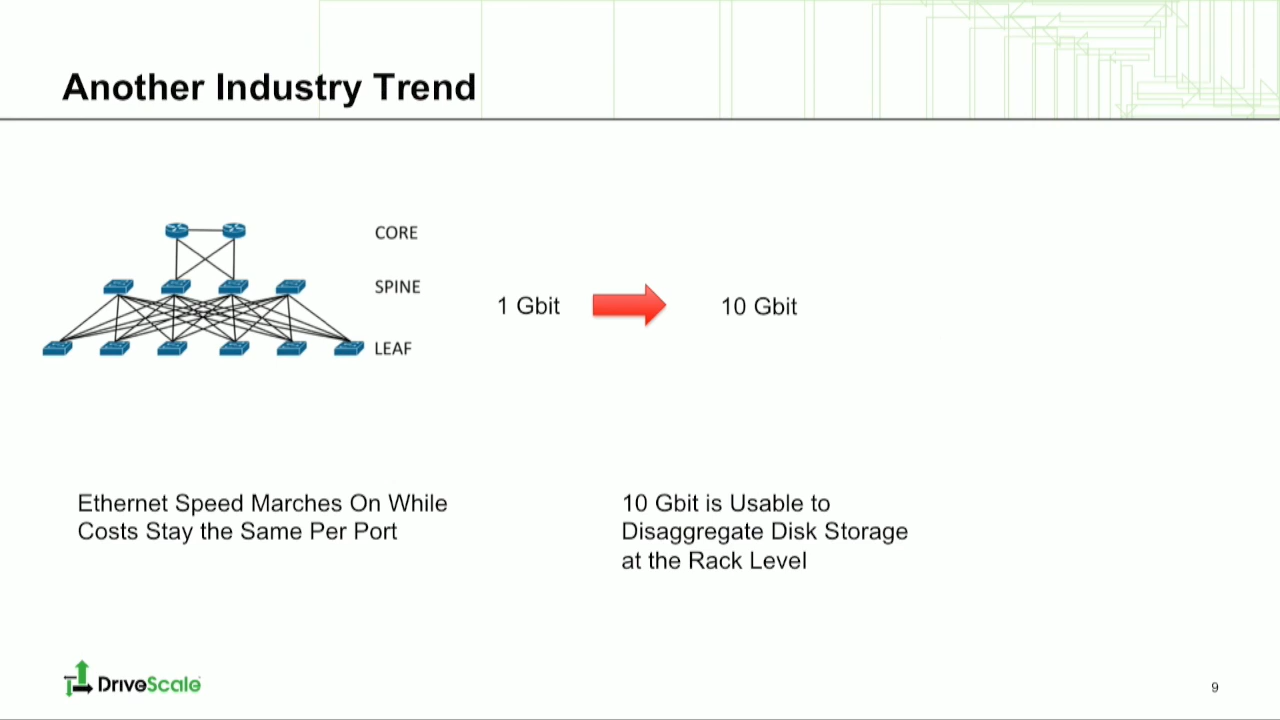 Another Industry Trend
CORE
SPINE
LEAF
1 Gbit
10 Gbit
Ethernet Speed Marches On While
Costs Stay the Same Per Port
10 Gbit is Usable to
Disaggregate Disk Storage
at the Rack Level
DriveScale
9